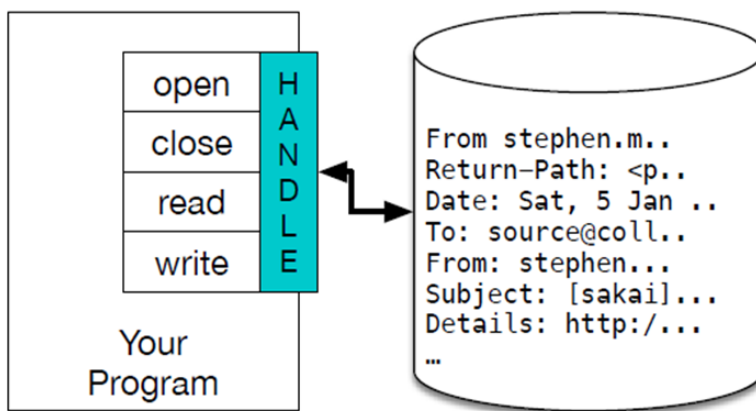 open
close
read
write
HANDLE
Your
Program
From stephen.m..
Return-Path: <p..
Date: Sat, 5 Jan ..
To: source@coll..
From: stephen...
Subject: [sakai]...
Details: http:/...
…